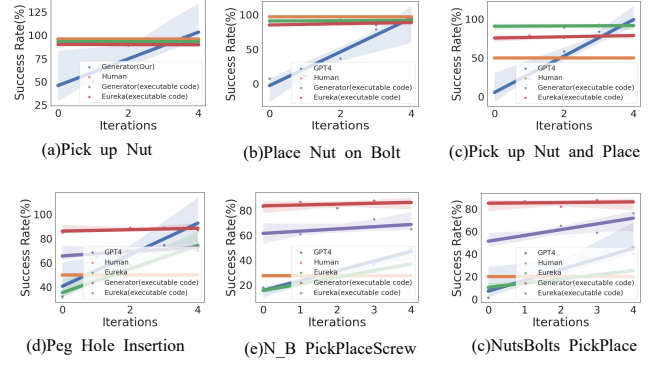 Success Rate(%)
125
100
75
50
25
Generator(Our)
Human
Generator(executable code)
Eureka(executable code)
0
2
4
Iterations
(a)Pick up Nut
Success Rate(%)
100
50
0
GPT4
Human
Generator(executable code)
Eureka(executable code)
0
2
4
Iterations
(b)Place Nut on Bolt
Success Rate(%)
100
50
0
GPT4
Human
Generator(executable code)
Eureka(executable code)
0
2
4
Iterations
(c)Pick up Nut and Place
Success Rate(%)
100
80
60
40
GPT4
Human
Eureka
Generator(executable code)
Eureka(executable code)
0
2
4
Iterations
(d)Peg Hole Insertion
Success Rate(%)
80
60
40
20
GPT4
Human
Eureka
Generator(executable code)
Eureka(executable code)
0
1
2
3
4
Iterations
(e)N_B PickPlaceScrew
Success Rate(%)
80
60
40
20
0
GPT4
Human
Eureka
Generator(executable code)
Eureka(executable code)
0
1
2
3
4
Iterations
(c)NutsBolts PickPlace